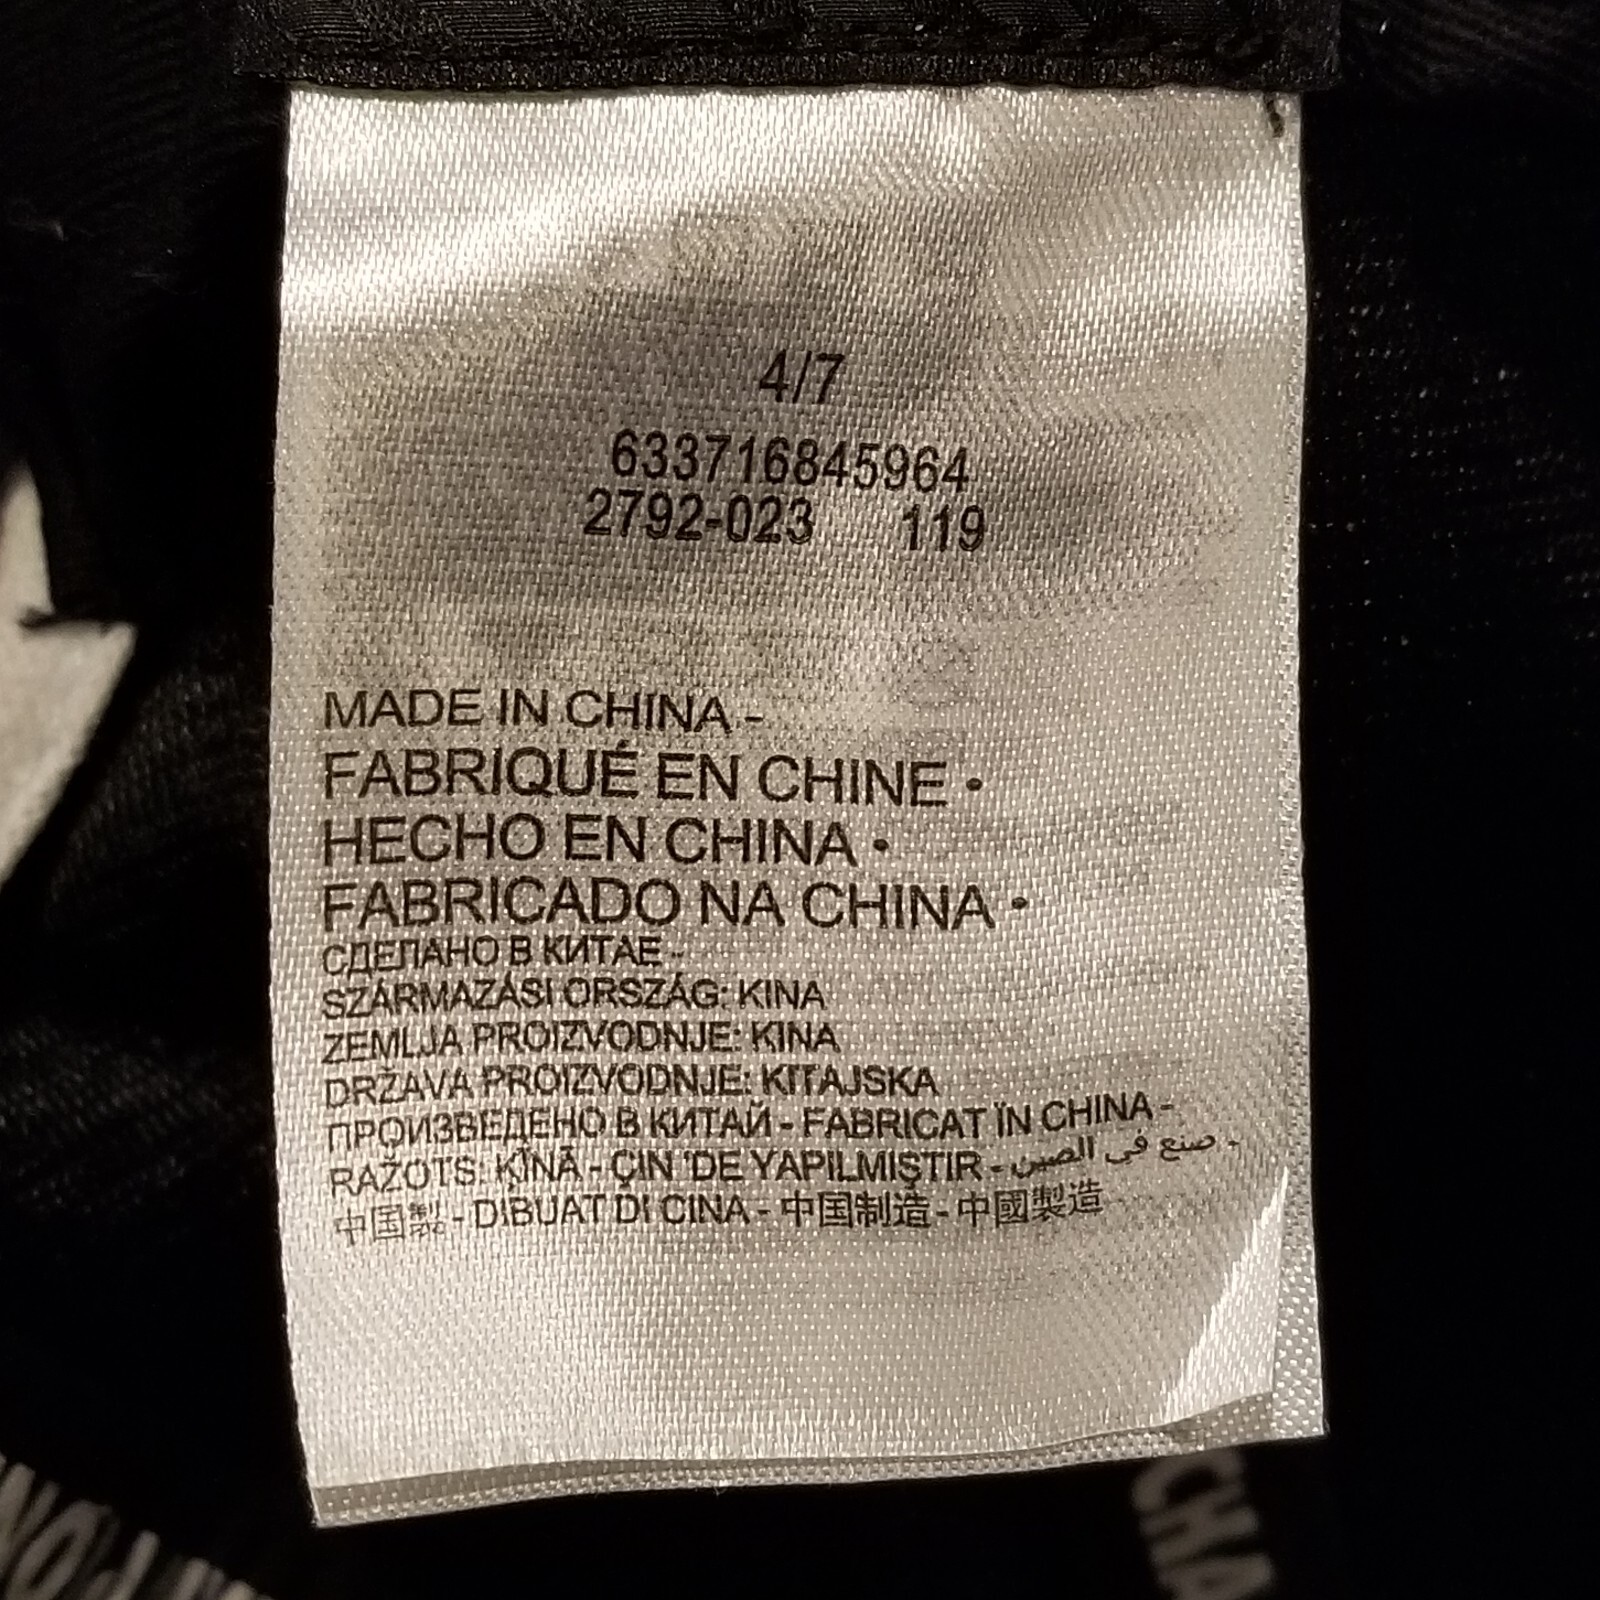 4/7
633716845964
2792-023 119
MADE IN CHINA -
FABRIQUÉ EN CHINE •
HECHO EN CHINA •
FABRICADO NA CHINA •
СДЕЛАНО В КИТАЕ -
SZÁRMAZÁSI ORSZÁG: KINA
ZEMLJA PROIZVODNJE: KINA
DRŽAVA PROIZVODNJE: KITAJSKA
ПРОИЗВЕДЕНО В КИТАЙ - FABRICAT ÎN CHINA -
RAŽOTS: ĶĪNĀ - ÇIN 'DE YAPILMIŞTIR - صنع في الصين -
中国製 - DIBUAT DI CINA - 中国制造 - 中國製造
CHA